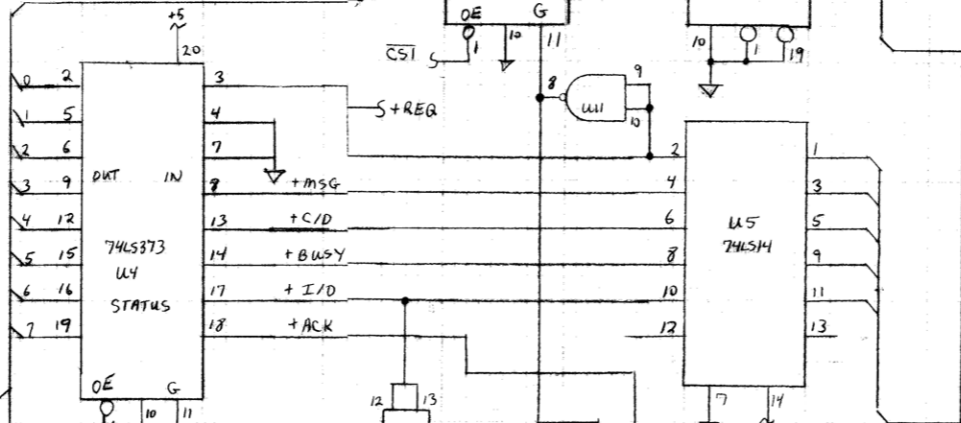 +5
20
OE
G
1
10
11
CS1
10
1
19
0 2
3
+REQ
8
9
10
U11
1 5
4
2 6
7
OUT IN
2
1
3 9
8
+MSG
4
3
4 12
13
+C/D
6
5
74LS373
U4
STATUS
U5
74LS14
5 15
14
+BUSY
8
9
6 16
17
+I/O
10
11
7 19
18
+ACK
12
13
OE G
10
11
12
13
7
14